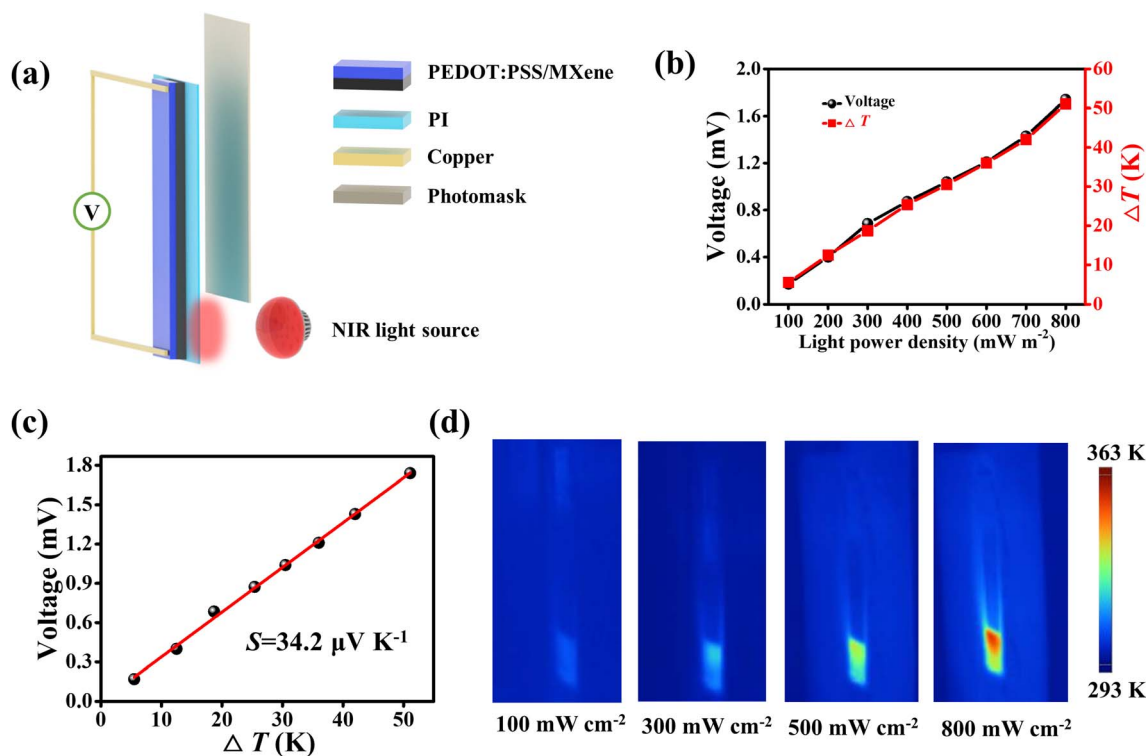 (a)
PEDOT:PSS/MXene
PI
Copper
Photomask
V
NIR light source
(b)
2.0
1.6
1.2
0.8
0.4
0.0
Voltage (mV)
Voltage
△ T
60
50
40
30
20
10
0
△ T (K)
100 200 300 400 500 600 700 800
Light power density (mW m-2)
(c)
1.8
1.5
1.2
0.9
0.6
0.3
0.0
Voltage (mV)
S=34.2 μV K-1
0 10 20 30 40 50
△ T (K)
(d)
363 K
293 K
100 mW cm-2
300 mW cm-2
500 mW cm-2
800 mW cm-2